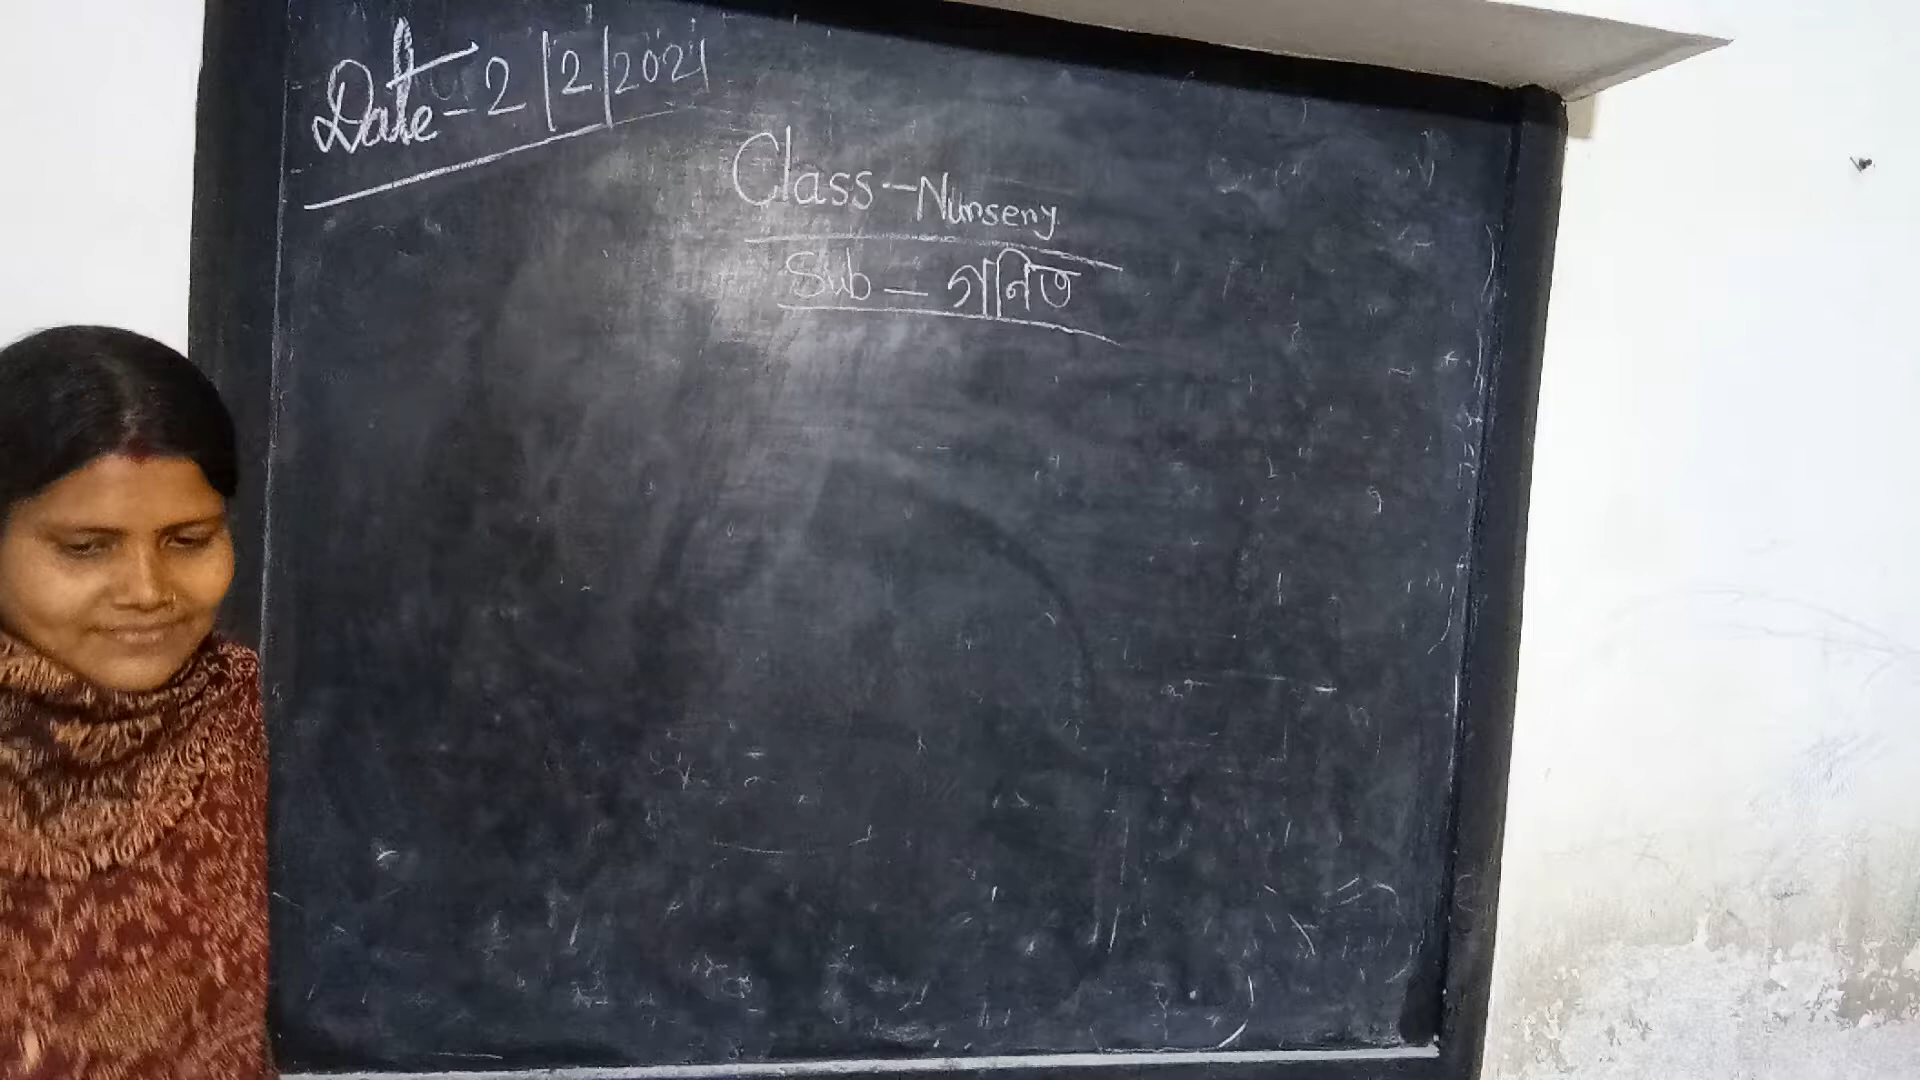 Date - 2/2/2021
Class - Nursery
Sub - গনিত